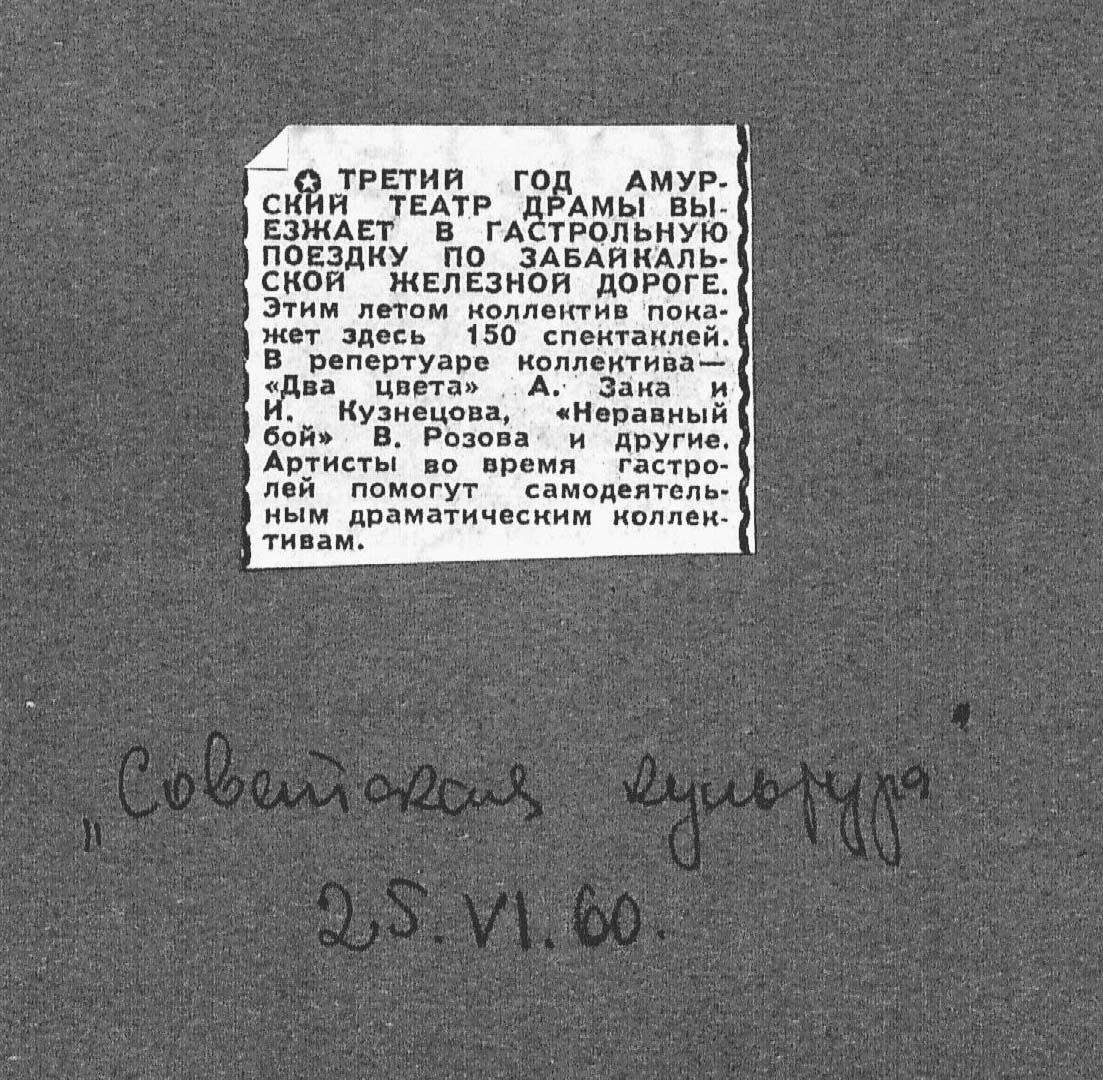 ✪ ТРЕТИЙ ГОД АМУР-
СКИЙ ТЕАТР ДРАМЫ ВЫ-
ЕЗЖАЕТ В ГАСТРОЛЬНУЮ
ПОЕЗДКУ ПО ЗАБАЙКАЛЬ-
СКОЙ ЖЕЛЕЗНОЙ ДОРОГЕ.
Этим летом коллектив пока-
жет здесь 150 спектаклей.
В репертуаре коллектива—
«Два цвета» А. Зака и
И. Кузнецова, «Неравный
бой» В. Розова и другие.
Артисты во время гастро-
лей помогут самодеятель-
ным драматическим коллек-
тивам.
„Советская культура"
25.VI.60.